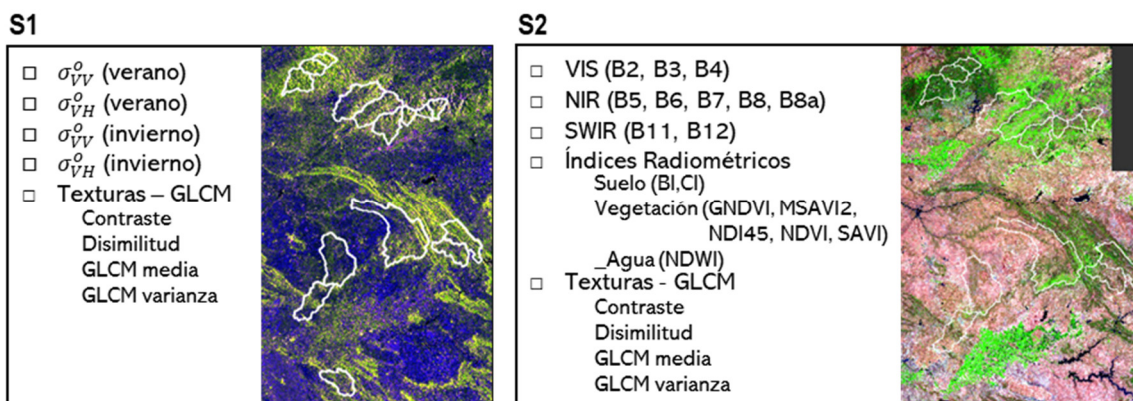 S1
□ σ°VV (verano)
□ σ°VH (verano)
□ σ°VV (invierno)
□ σ°VH (invierno)
□ Texturas – GLCM
Contraste
Disimilitud
GLCM media
GLCM varianza
S2
□ VIS (B2, B3, B4)
□ NIR (B5, B6, B7, B8, B8a)
□ SWIR (B11, B12)
□ Índices Radiométricos
Suelo (BI,CI)
Vegetación (GNDVI, MSAVI2,
NDI45, NDVI, SAVI)
_Agua (NDWI)
□ Texturas - GLCM
Contraste
Disimilitud
GLCM media
GLCM varianza